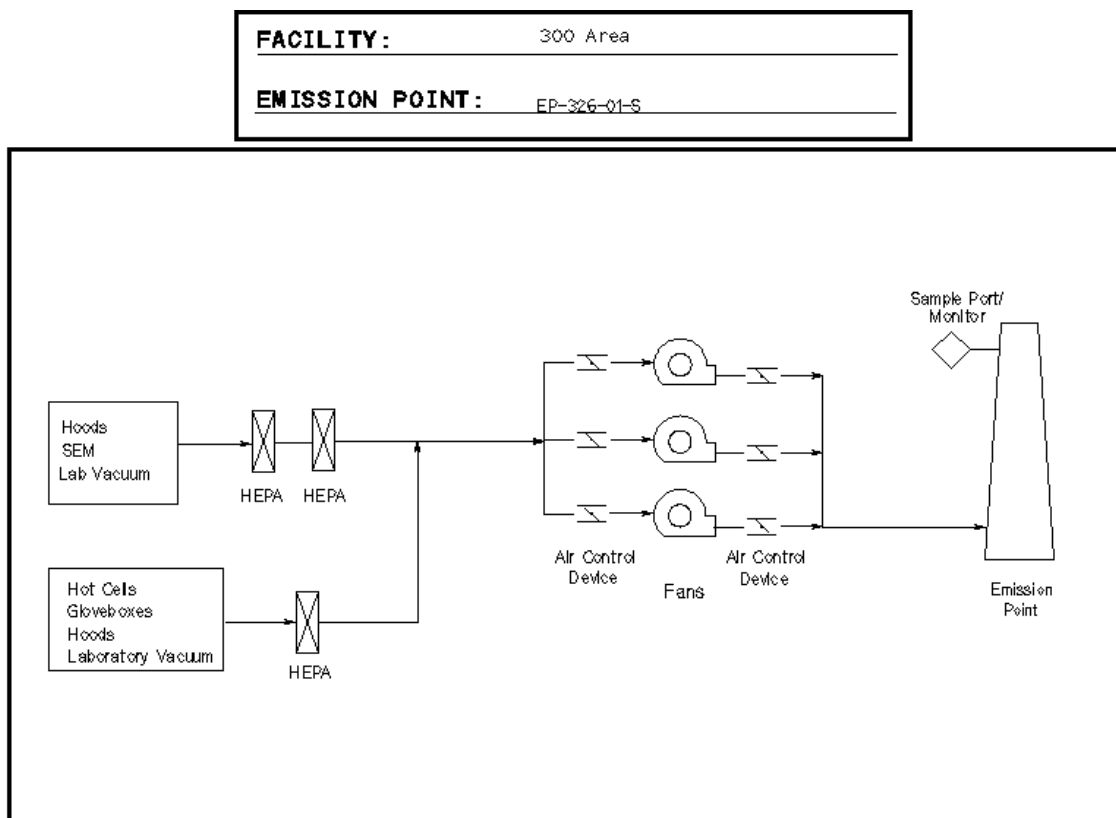 FACILITY: 300 Area
EMISSION POINT: EP-326-01-S
Sample Port/
Monitor
Hoods
SEM
Lab Vacuum
HEPA HEPA
Air Control
Device
Fans
Air Control
Device
Emission
Point
Hot Cells
Gloveboxes
Hoods
Laboratory Vacuum
HEPA